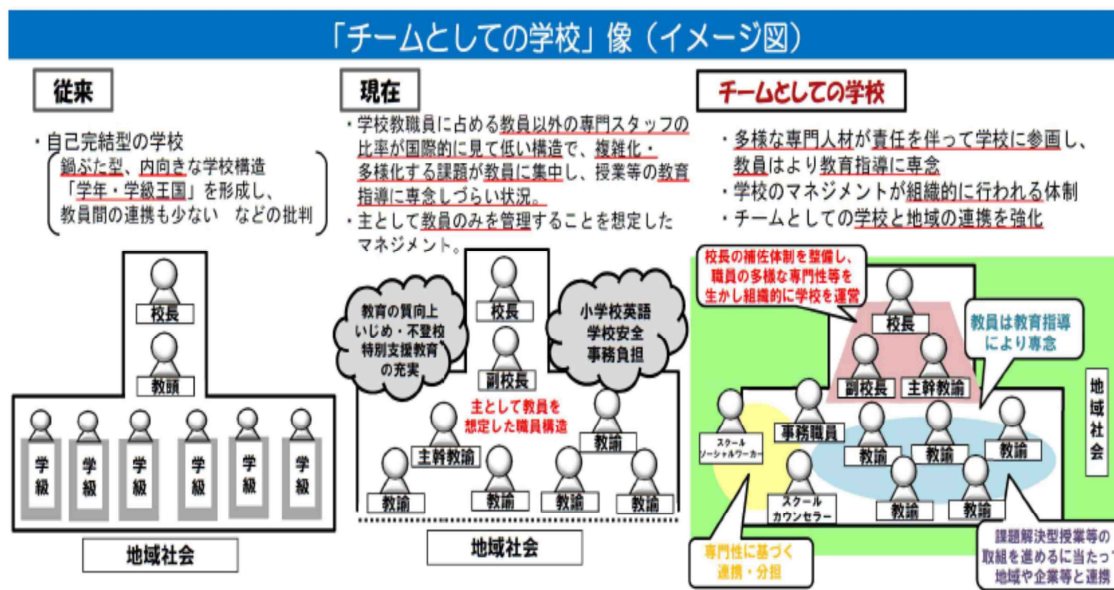 「チームとしての学校」像（イメージ図）
従来
・自己完結型の学校
鍋ぶた型、内向きな学校構造
「学年・学級王国」を形成し、
教員間の連携も少ない　などの批判
校長
教頭
学級
学級
学級
学級
学級
学級
地域社会
現在
・学校教職員に占める教員以外の専門スタッフの
比率が国際的に見て低い構造で、複雑化・
多様化する課題が教員に集中し、授業等の教育
指導に専念しづらい状況。
・主として教員のみを管理することを想定した
マネジメント。
教育の質向上
いじめ・不登校
特別支援教育
の充実
校長
副校長
小学校英語
学校安全
事務負担
主として教員を
想定した職員構造
主幹教諭
教諭
教諭
教諭
教諭
教諭
地域社会
チームとしての学校
・多様な専門人材が責任を伴って学校に参画し、
教員はより教育指導に専念
・学校のマネジメントが組織的に行われる体制
・チームとしての学校と地域の連携を強化
校長の補佐体制を整備し、
職員の多様な専門性等を
生かし組織的に学校を運営
校長
副校長
主幹教諭
教員は教育指導
により専念
地域社会
スクール
ソーシャルワーカー
事務職員
教諭
教諭
教諭
スクール
カウンセラー
教諭
教諭
専門性に基づく
連携・分担
課題解決型授業等の
取組を進めるに当たって
地域や企業等と連携